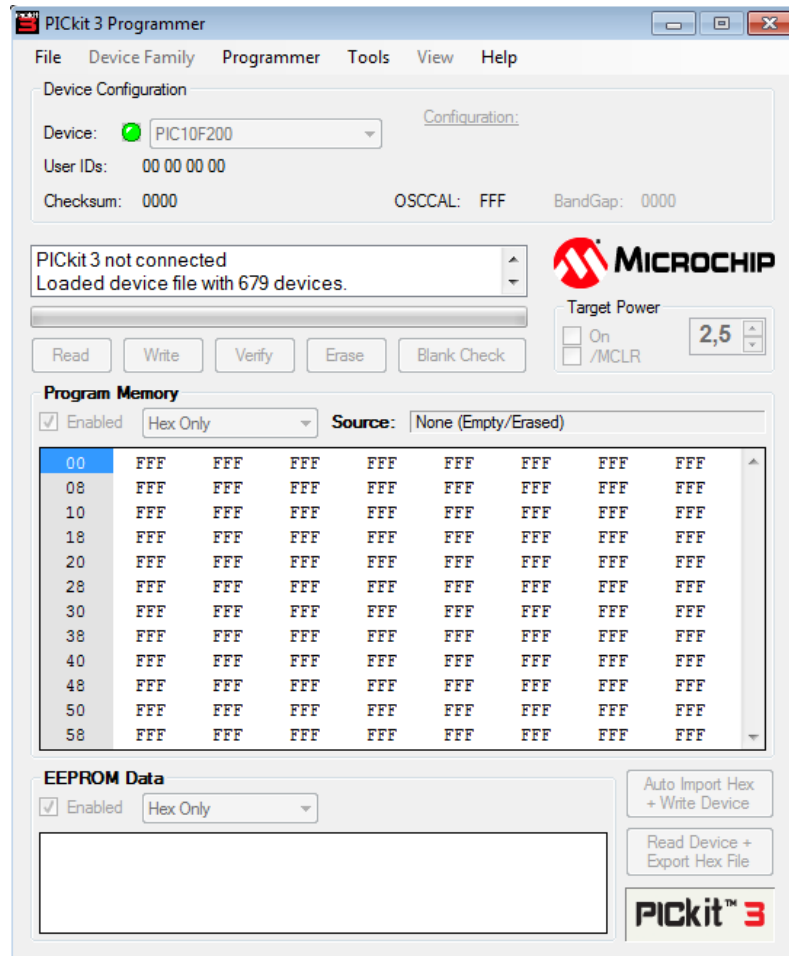 PICkit 3 Programmer
File Device Family Programmer Tools View Help
Device Configuration
Device: PIC10F200 Configuration:
User IDs: 00 00 00 00
Checksum: 0000 OSCCAL: FFF BandGap: 0000
PICkit 3 not connected
Loaded device file with 679 devices.
MICROCHIP
Target Power
On
/MCLR
2,5
Read Write Verify Erase Blank Check
Program Memory
Enabled Hex Only Source: None (Empty/Erased)
00 FFF FFF FFF FFF FFF FFF FFF FFF
08 FFF FFF FFF FFF FFF FFF FFF FFF
10 FFF FFF FFF FFF FFF FFF FFF FFF
18 FFF FFF FFF FFF FFF FFF FFF FFF
20 FFF FFF FFF FFF FFF FFF FFF FFF
28 FFF FFF FFF FFF FFF FFF FFF FFF
30 FFF FFF FFF FFF FFF FFF FFF FFF
38 FFF FFF FFF FFF FFF FFF FFF FFF
40 FFF FFF FFF FFF FFF FFF FFF FFF
48 FFF FFF FFF FFF FFF FFF FFF FFF
50 FFF FFF FFF FFF FFF FFF FFF FFF
58 FFF FFF FFF FFF FFF FFF FFF FFF
EEPROM Data
Enabled Hex Only
Auto Import Hex
+ Write Device
Read Device +
Export Hex File
PICkit™ 3